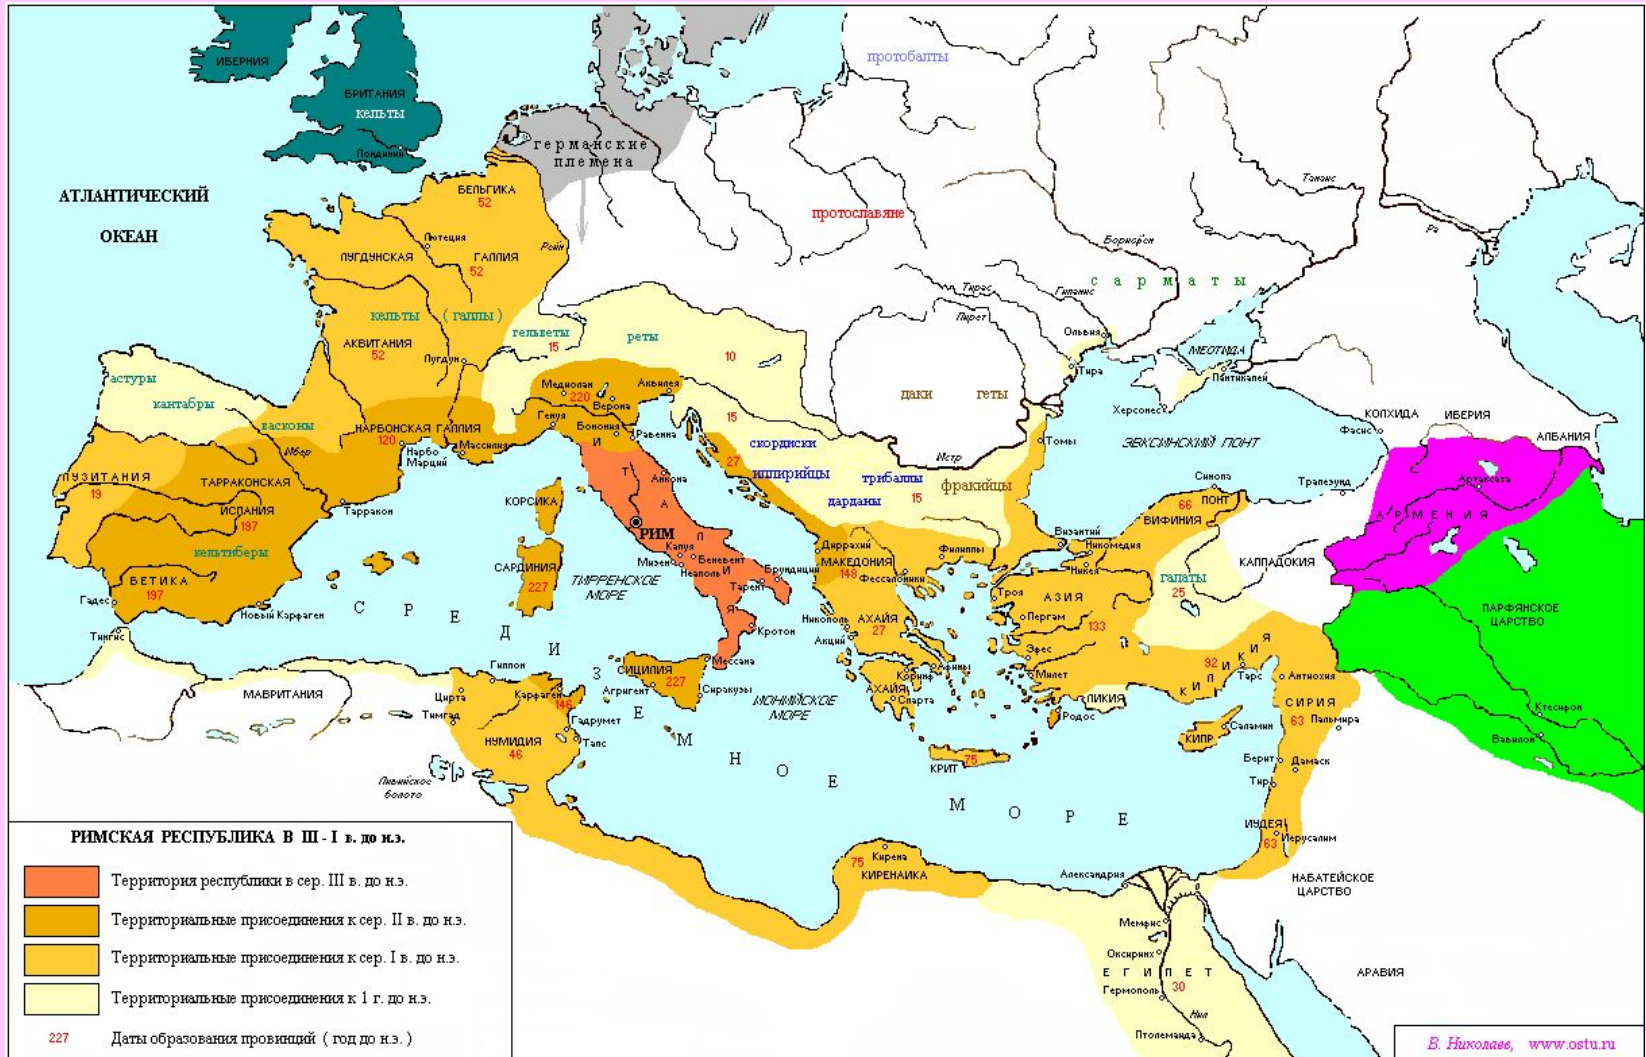 ИБЕРНИЯ
БРИТАНИЯ
кельты
Лондиний
протобалты
германские
племена
АТЛАНТИЧЕСКИЙ
ОКЕАН
БЕЛЬГИКА
52
Танаис
протославяне
Лютеция
Рейн
Борисфен
Ра
ЛУГДУНСКАЯ
ГАЛЛИЯ
52
сарматы
Тирас
Гипанис
Пирет
кельты (галлы)
гельветы
15
реты
10
Ольвия
АКВИТАНИЯ
52
Лугдун
МЕОТИДА
Тира
Пантикапей
астуры
кантабры
Медиолан
220
Аквилея
Верона
даки
геты
Херсонес
КОЛХИДА
ИБЕРИЯ
васконы
НАРБОНСКАЯ ГАЛЛИЯ
120
Генуя
Бонония
Равенна
15
Фасис
АЛБАНИЯ
Ибер
Нарбо
Марций
Массилия
скордиски
ЭВКСИНСКИЙ ПОНТ
Томы
Истр
ЛУЗИТАНИЯ
19
ТАРРАКОНСКАЯ
ИСПАНИЯ
197
Тарракон
КОРСИКА
ИТАЛИЯ
Анкона
27
иллирийцы
трибаллы
15
дарданы
фракийцы
Синопа
Трапезунд
Артаксата
АРМЕНИЯ
РИМ
66
ПОНТ
ВИФИНИЯ
Византий
Никомедия
Никея
кельтиберы
Капуя
Беневент
Мизен
Неаполь
Брундизий
Тарент
Диррахий
МАКЕДОНИЯ
148
Филиппы
Фессалоники
САРДИНИЯ
227
ТИРРЕНСКОЕ
МОРЕ
галаты
25
КАППАДОКИЯ
БЕТИКА
197
Гадес
Новый Карфаген
Тингис
СРЕДИЗЕМНОЕ МОРЕ
Троя
АЗИЯ
Пергам
133
ПАРФЯНСКОЕ
ЦАРСТВО
Никополь
АХАЙЯ
27
Акций
Кротон
Эфес
Милет
Афины
Коринф
АХАЙЯ
Спарта
КИЛИКИЯ
92
Тарс
Антиохия
ЛИКИЯ
Родос
Мессана
СИЦИЛИЯ
227
Агригент
Сиракузы
ИОНИЙСКОЕ
МОРЕ
МАВРИТАНИЯ
Гиппон
Цирта
Карфаген
146
Тимгад
Гадрумет
НУМИДИЯ
46
Тапс
СИРИЯ
63
Пальмира
Ктесифон
Вавилон
КИПР
Саламин
КРИТ
75
Берит
Дамаск
Тир
Ливийское
болото
ИУДЕЯ
63
Иерусалим
75
Кирена
КИРЕНАИКА
Александрия
НАБАТЕЙСКОЕ
ЦАРСТВО
Мемфис
Оксиринх
ЕГИПЕТ
30
Гермополь
Нил
Птолемаида
АРАВИЯ
РИМСКАЯ РЕСПУБЛИКА В III - I в. до н.э.
Территория республики в сер. III в. до н.э.
Территориальные присоединения к сер. II в. до н.э.
Территориальные присоединения к сер. I в. до н.э.
Территориальные присоединения к 1 г. до н.э.
227 Даты образования провинций ( год до н.э. )
В. Николаев, www.ostu.ru